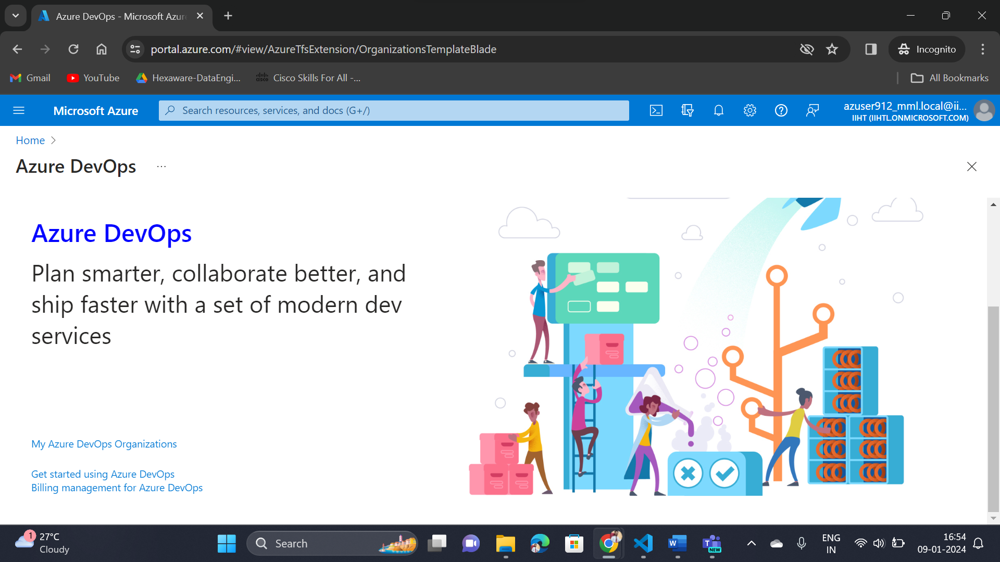 Azure DevOps - Microsoft Azur
portal.azure.com/#view/AzureTfsExtension/OrganizationsTemplateBlade
Incognito
Gmail
YouTube
Hexaware-DataEngi...
cisco
Cisco Skills For All -...
All Bookmarks
Microsoft Azure
Search resources, services, and docs (G+/)
azuser912_mml.local@ii...
IIHT (IIHTL.ONMICROSOFT.COM)
Home
Azure DevOps
...
Azure DevOps
Plan smarter, collaborate better, and
ship faster with a set of modern dev
services
My Azure DevOps Organizations
Get started using Azure DevOps
Billing management for Azure DevOps
1
27°C
Cloudy
Search
W
T
NEW
ENG
IN
16:54
09-01-2024